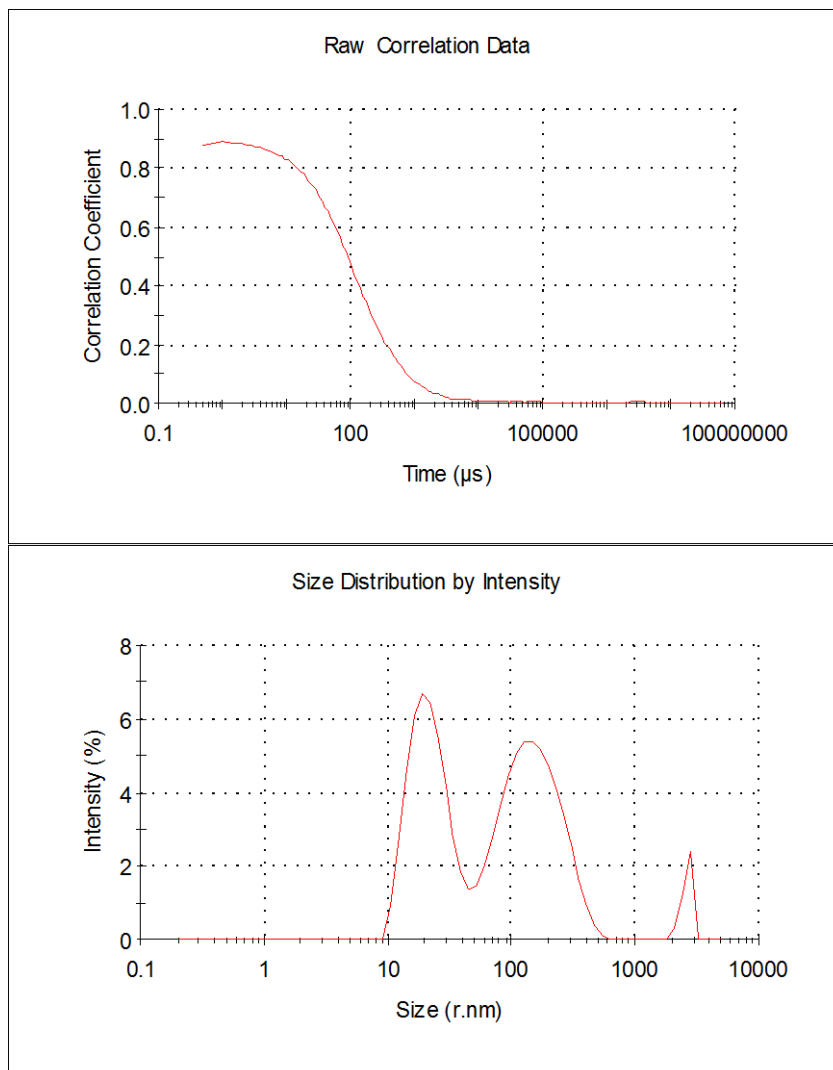 Raw Correlation Data
1.0
0.8
0.6
0.4
0.2
0.0
Correlation Coefficient
0.1 100 100000 100000000
Time (µs)
Size Distribution by Intensity
8
6
4
2
0
Intensity (%)
0.1 1 10 100 1000 10000
Size (r.nm)